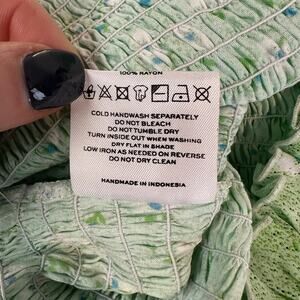 100% RAYON
COLD HANDWASH SEPARATELY
DO NOT BLEACH
DO NOT TUMBLE DRY
TURN INSIDE OUT WHEN WASHING
DRY FLAT IN SHADE
LOW IRON AS NEEDED ON REVERSE
DO NOT DRY CLEAN
HANDMADE IN INDONESIA